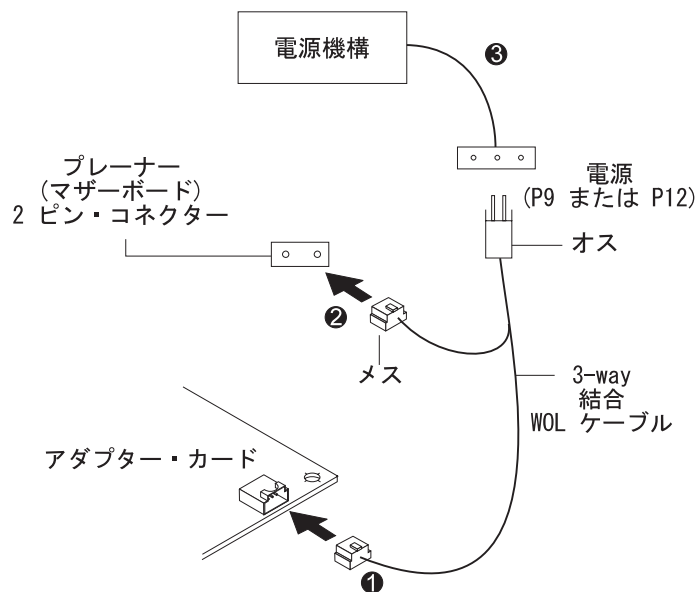 電源機構
❸
プレーナー
(マザーボード)
2 ピン・コネクター
電源
(P9 または P12)
オス
❷
メス
3-way
結合
WOL ケーブル
アダプター・カード
❶